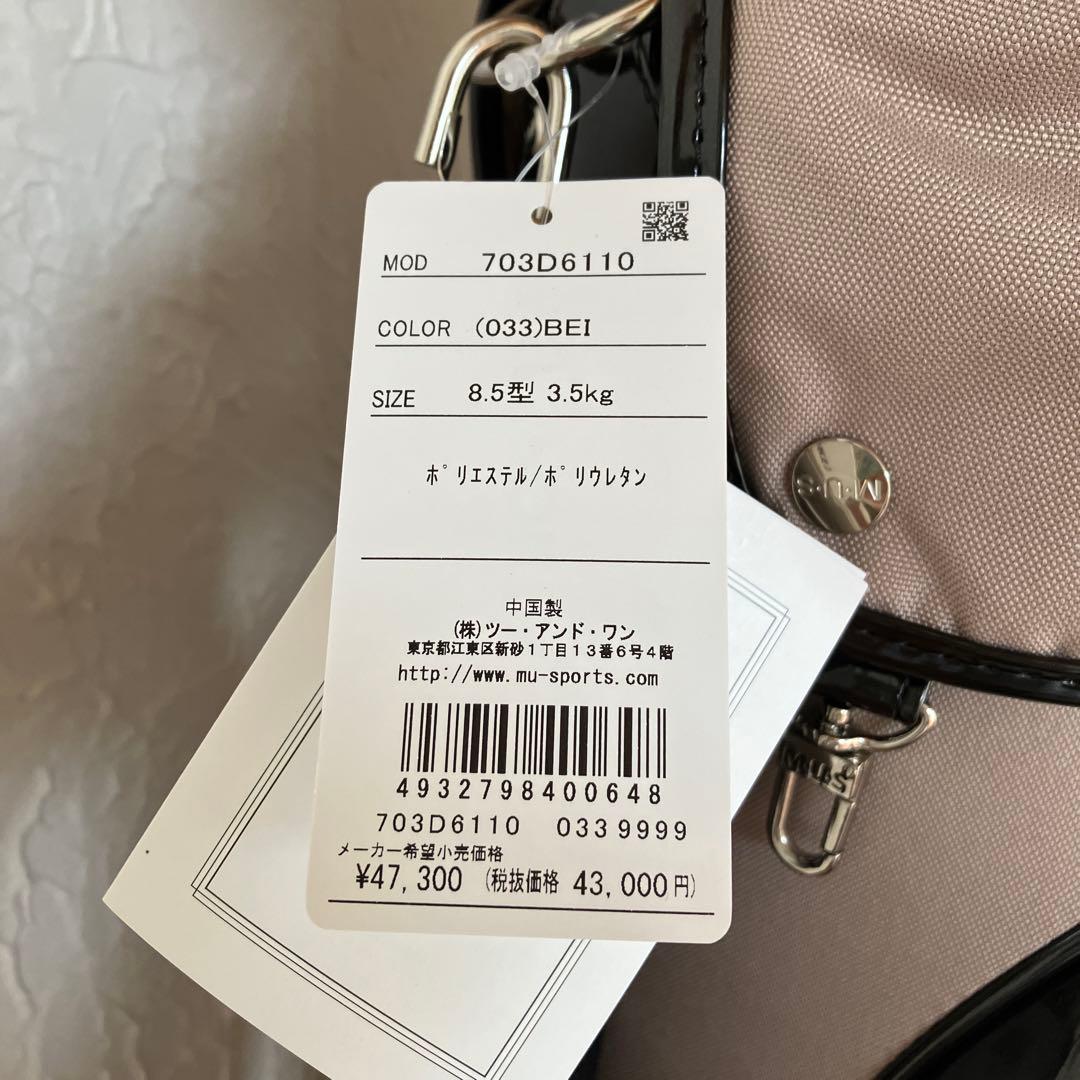 MOD 703D6110
COLOR (033)BEI
SIZE 8.5型 3.5kg
ﾎﾟﾘｴｽﾃﾙ/ﾎﾟﾘｳﾚﾀﾝ
中国製
(株)ツー・アンド・ワン
東京都江東区新砂1丁目13番6号4階
http://www.mu-sports.com
4932798400648
703D6110 0339999
メーカー希望小売価格
¥47,300 (税抜価格 43,000円)
M·U·S
MUS